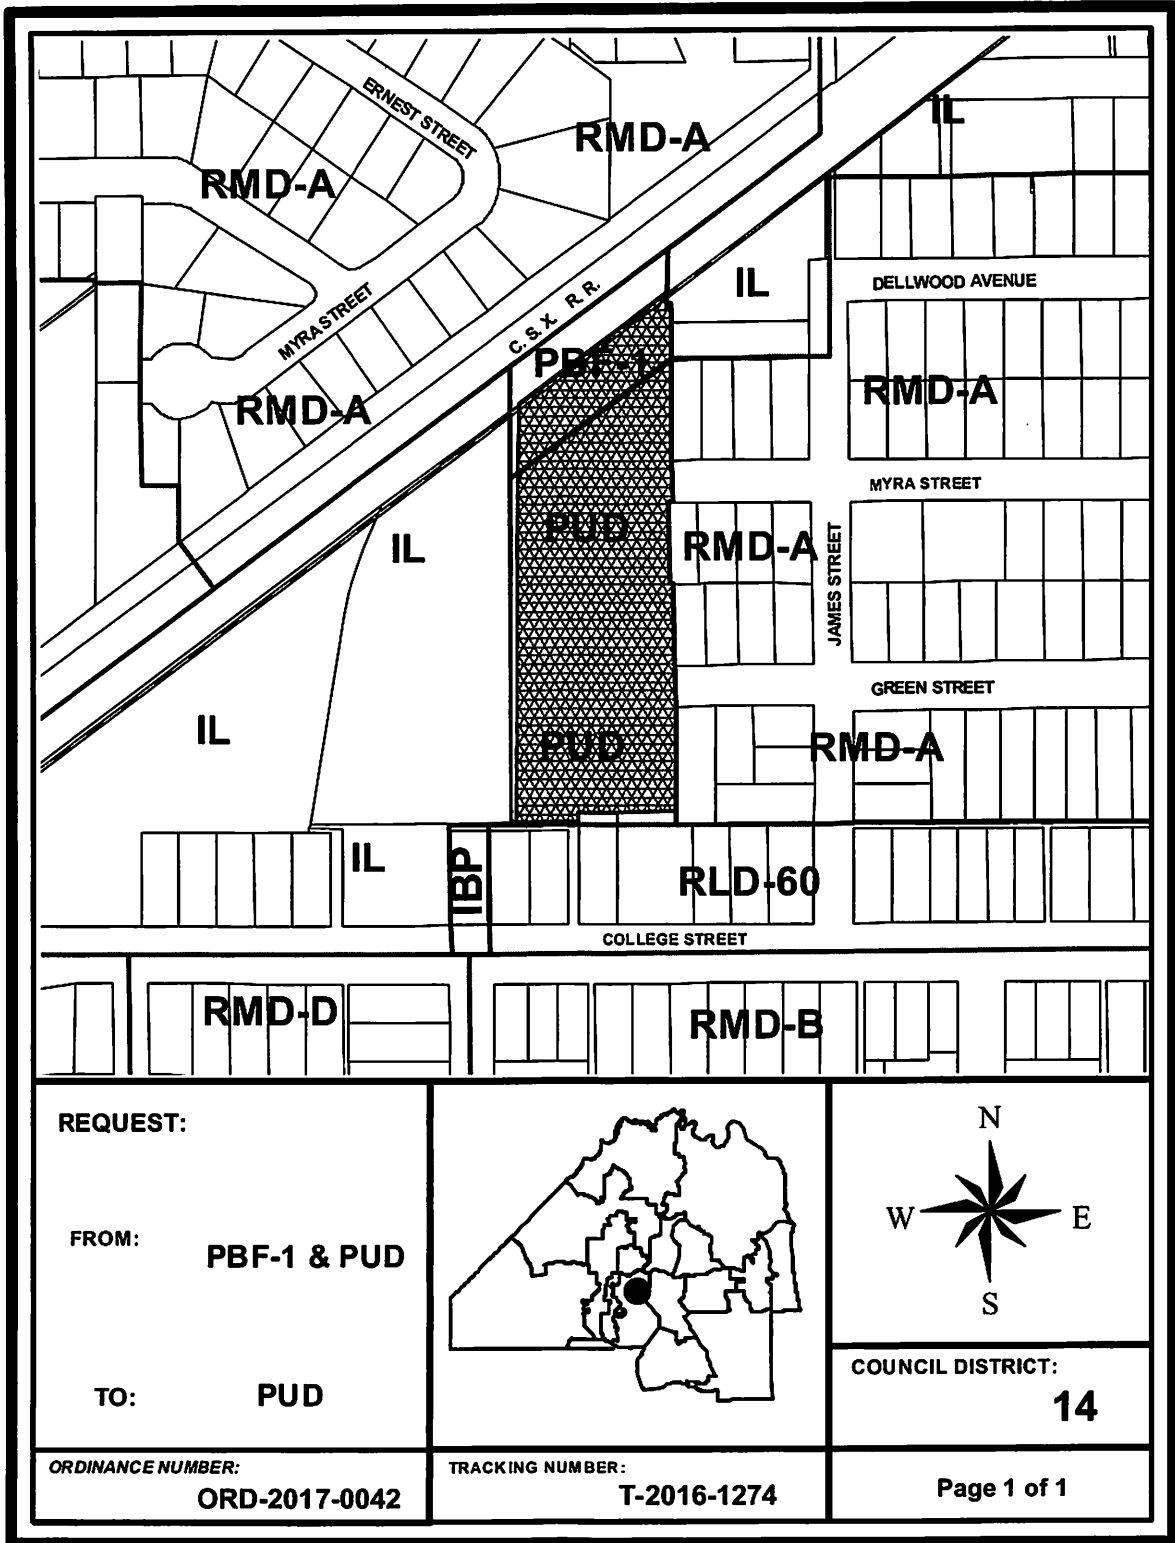 ERNEST STREET
RMD-A
IL
RMD-A
IL
DELLWOOD AVENUE
MYRA STREET
C. S. X. R. R.
PBF-1
RMD-A
RMD-A
MYRA STREET
PUD
IL
RMD-A
JAMES STREET
GREEN STREET
IL
PUD
RMD-A
IL
IBP
RLD-60
COLLEGE STREET
RMD-D
RMD-B
REQUEST:
FROM:
PBF-1 & PUD
TO:
PUD
N
W
E
S
COUNCIL DISTRICT:
14
ORDINANCE NUMBER:
ORD-2017-0042
TRACKING NUMBER:
T-2016-1274
Page 1 of 1